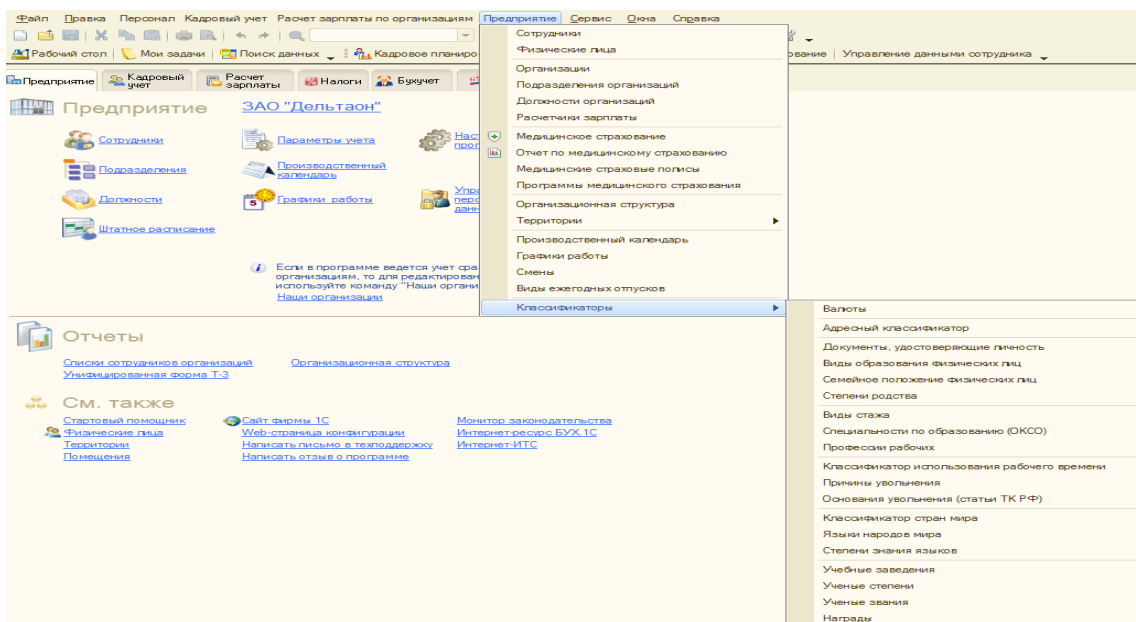 Файл Правка Персонал Кадровый учет Расчет зарплаты по организациям Предприятие Сервис Окна Справка
Рабочий стол Мои задачи Поиск данных Кадровое планиро
ование Управление данными сотрудника
Предприятие
Кадровый учет
Расчет зарплаты
Налоги
Бухучет
Предприятие
ЗАО "Дельтаон"
Сотрудники
Параметры учета
Подразделения
Производственный
календарь
Должности
Графики работы
Штатное расписание
Если в программе ведется учет сра
организациям, то для редактирован
используйте команду "Наши органи
Наши организации
Отчеты
Списки сотрудников организаций
Организационная структура
Унифицированная форма Т-3
См. также
Стартовый помощник
Сайт фирмы 1С
Монитор законодательства
Физические лица
Web-страница конфигурации
Интернет-ресурс БУХ.1С
Территории
Написать письмо в техподдержку
Интернет-ИТС
Помещения
Написать отзыв о программе
Сотрудники
Физические лица
Организации
Подразделения организаций
Должности организаций
Расчетчики зарплаты
Медицинское страхование
Отчет по медицинскому страхованию
Медицинские страховые полисы
Программы медицинского страхования
Организационная структура
Территории
Производственный календарь
Графики работы
Смены
Виды ежегодных отпусков
Классификаторы
Валюты
Адресный классификатор
Документы, удостоверяющие личность
Виды образования физических лиц
Семейное положение физических лиц
Степени родства
Виды стажа
Специальности по образованию (ОКСО)
Профессии рабочих
Классификатор использования рабочего времени
Причины увольнения
Основания увольнения (статьи ТК РФ)
Классификатор стран мира
Языки народов мира
Степени знания языков
Учебные заведения
Ученые степени
Ученые звания
Награды